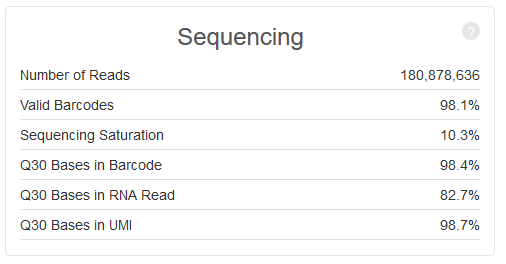 Sequencing
?
Number of Reads 180,878,636
Valid Barcodes 98.1%
Sequencing Saturation 10.3%
Q30 Bases in Barcode 98.4%
Q30 Bases in RNA Read 82.7%
Q30 Bases in UMI 98.7%